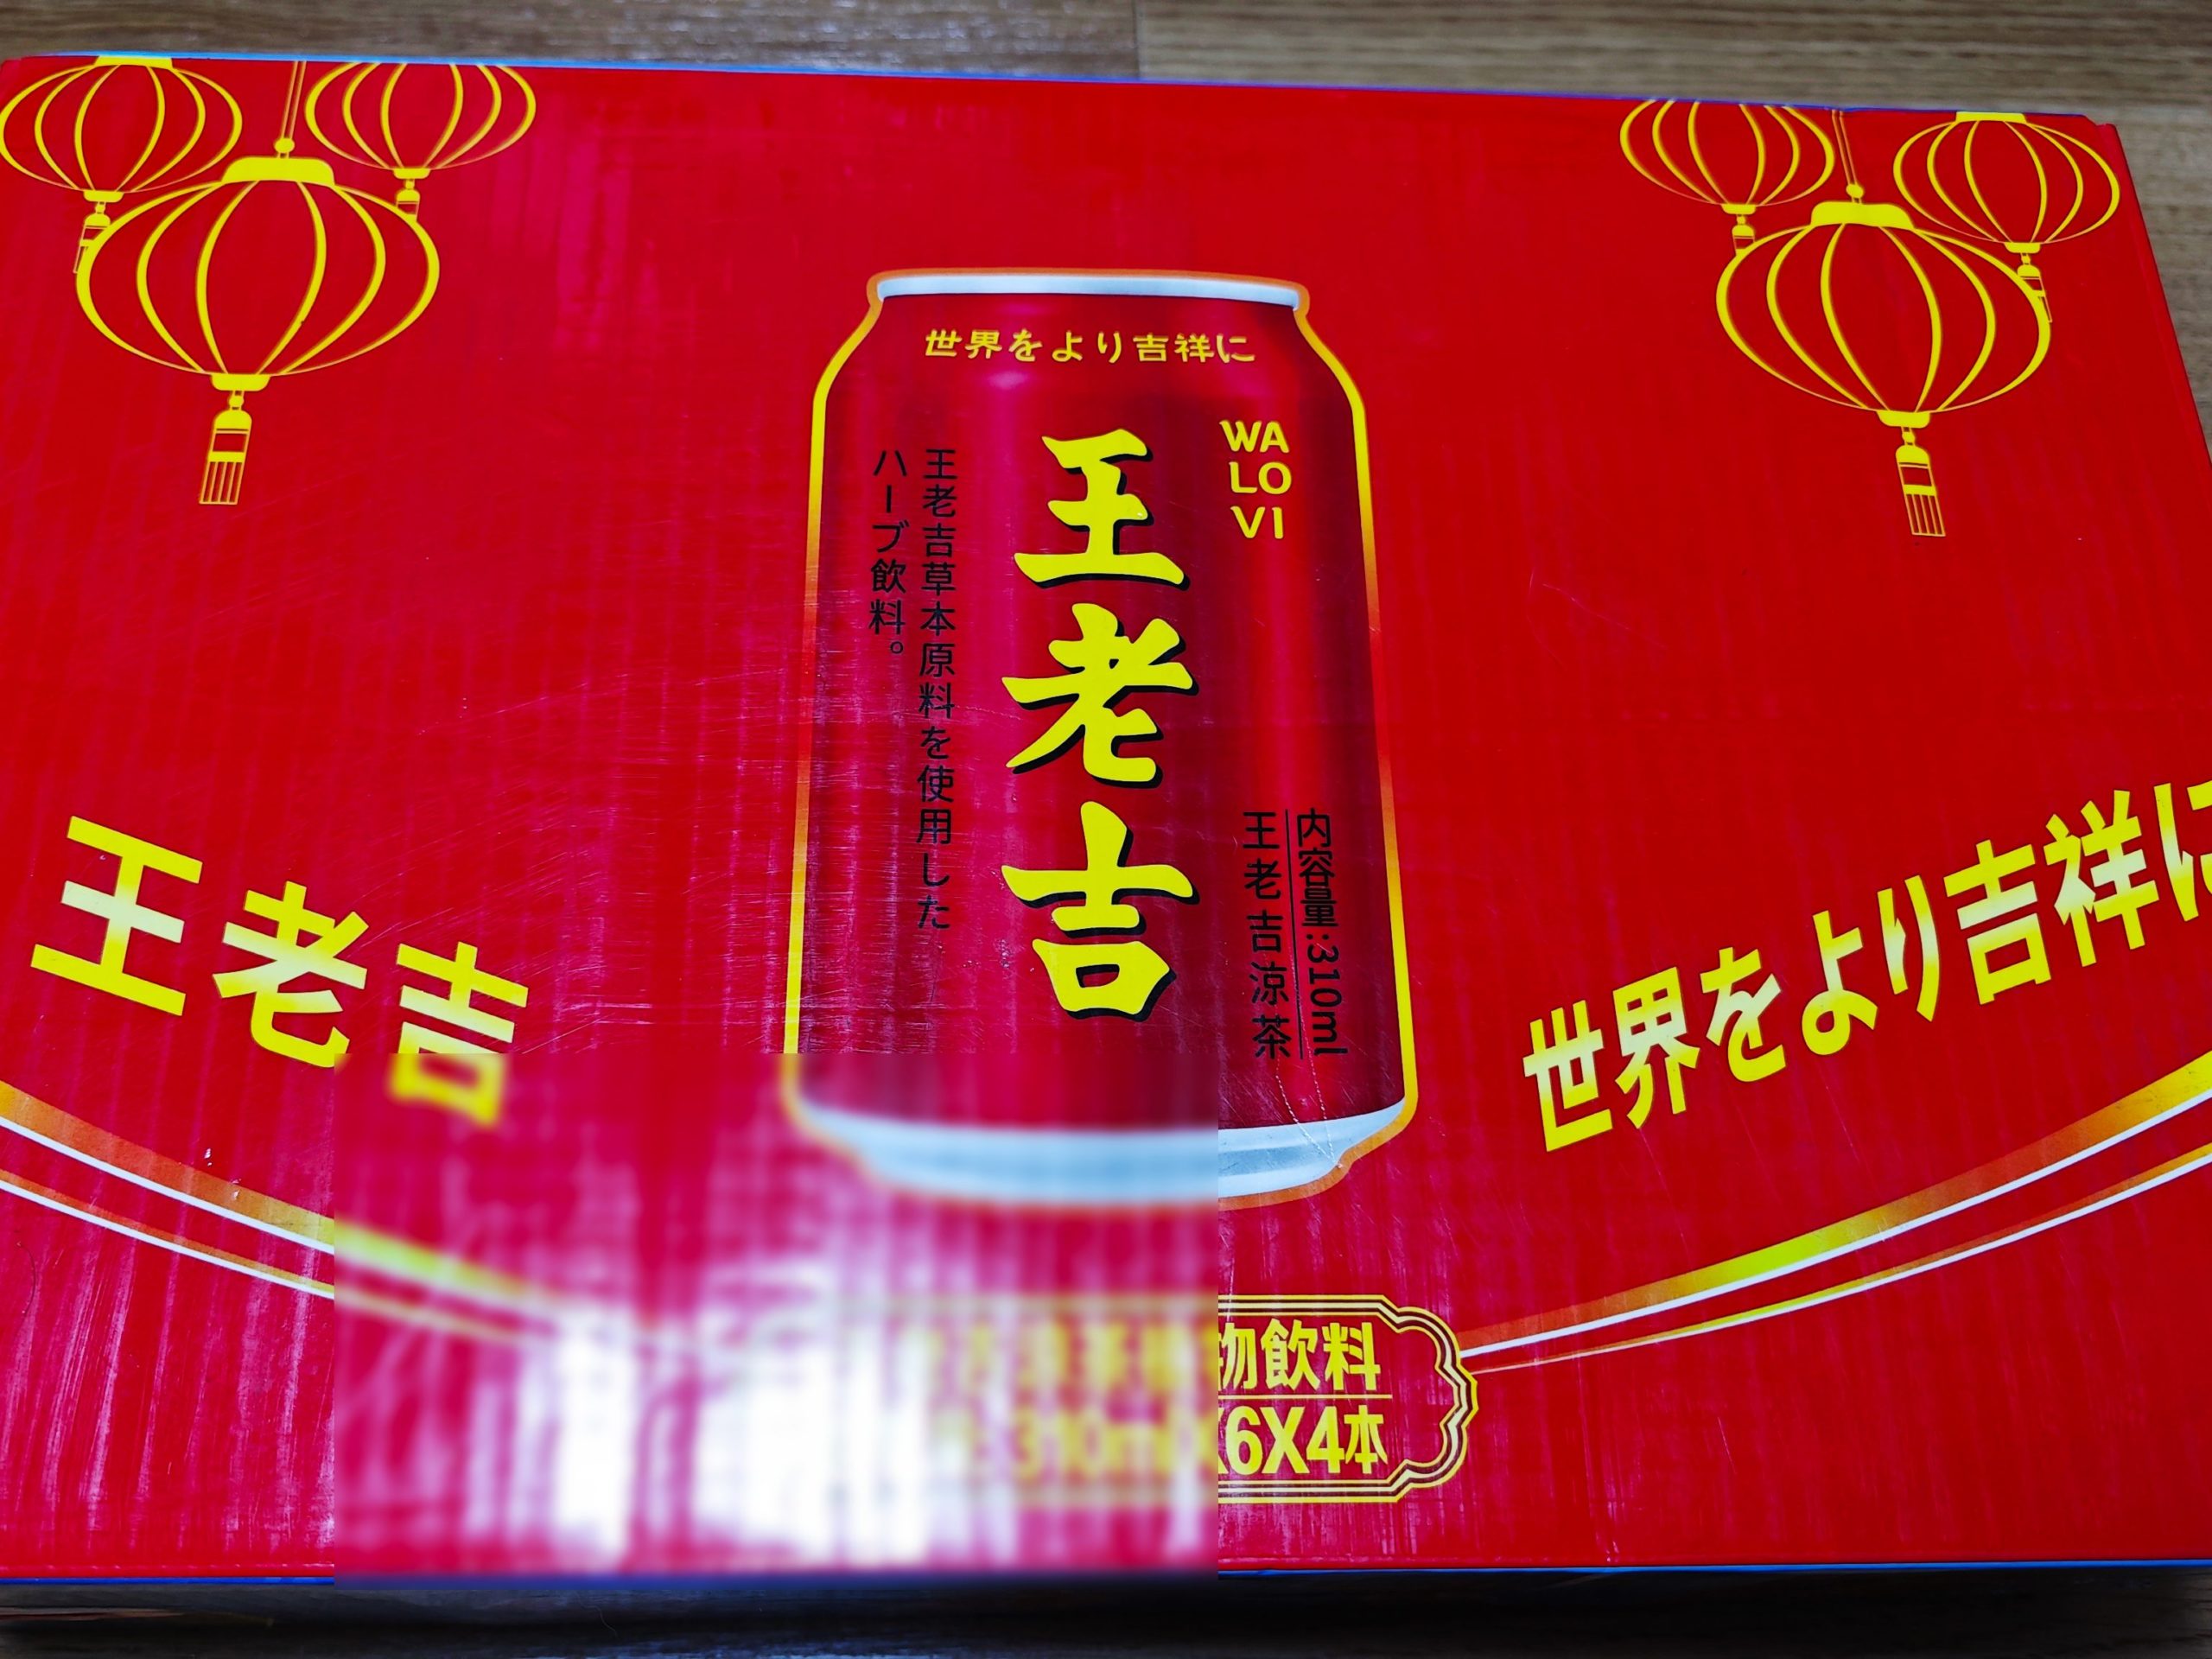 世界をより吉祥に
WA
LO
VI
王老吉
王老吉草本原料を使用した
ハーブ飲料。
内容量:310ml
王老吉涼茶
王老吉
世界をより吉祥に
物飲料
310ml X6X4本